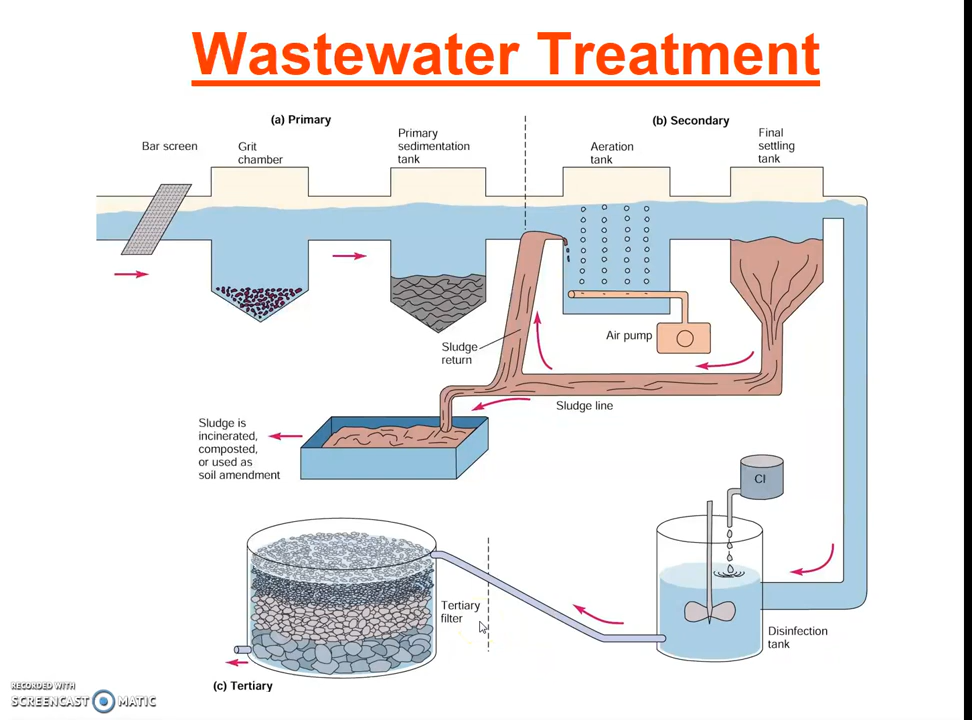 Wastewater Treatment
(a) Primary
(b) Secondary
Bar screen
Grit
chamber
Primary
sedimentation
tank
Aeration
tank
Final
settling
tank
Air pump
Sludge
return
Sludge line
Sludge is
incinerated,
composted,
or used as
soil amendment
Cl
Tertiary
filter
Disinfection
tank
(c) Tertiary
RECORDED WITH
SCREENCAST MATIC